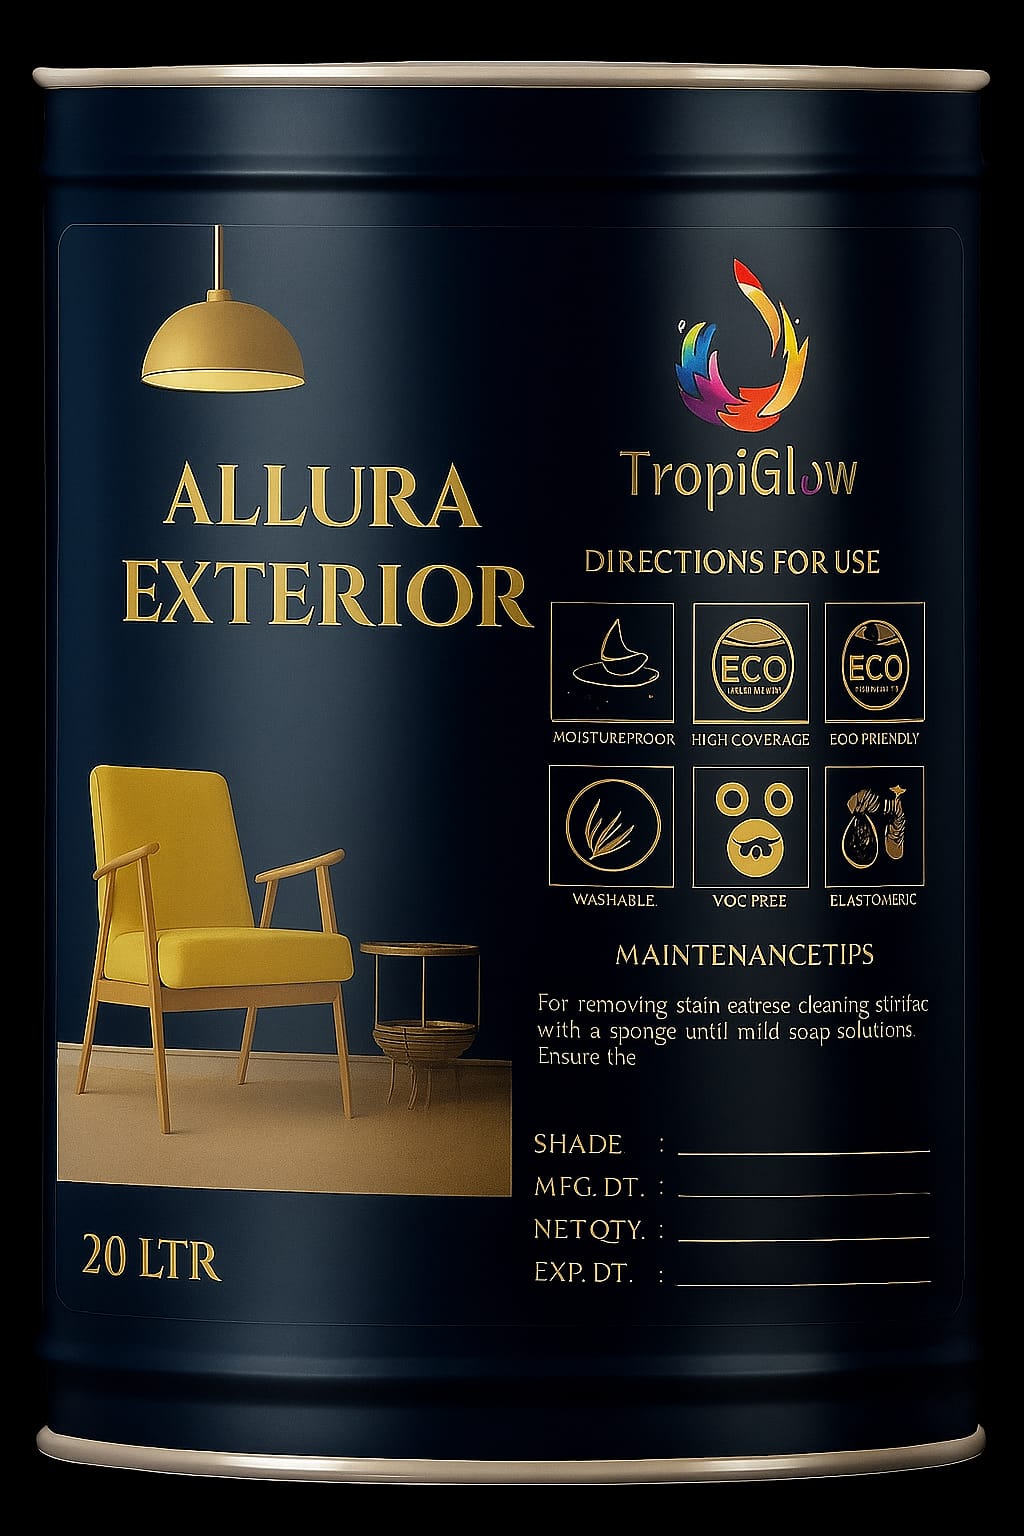 ALLURA
EXTERIOR
20 LTR
TropiGlow
DIRECTIONS FOR USE
ECO
ECO
MOISTUREPROOR
HIGH COVERAGE
EOO PRIENDLY
WASHABLE.
VOC PREE
ELASTOMERIC
MAINTENANCETIPS
For removing stain eatrese cleaning stirifac
with a sponge until mild soap solutions.
Ensure the
SHADE :
MFG. DT. :
NETQTY. :
EXP. DT. :